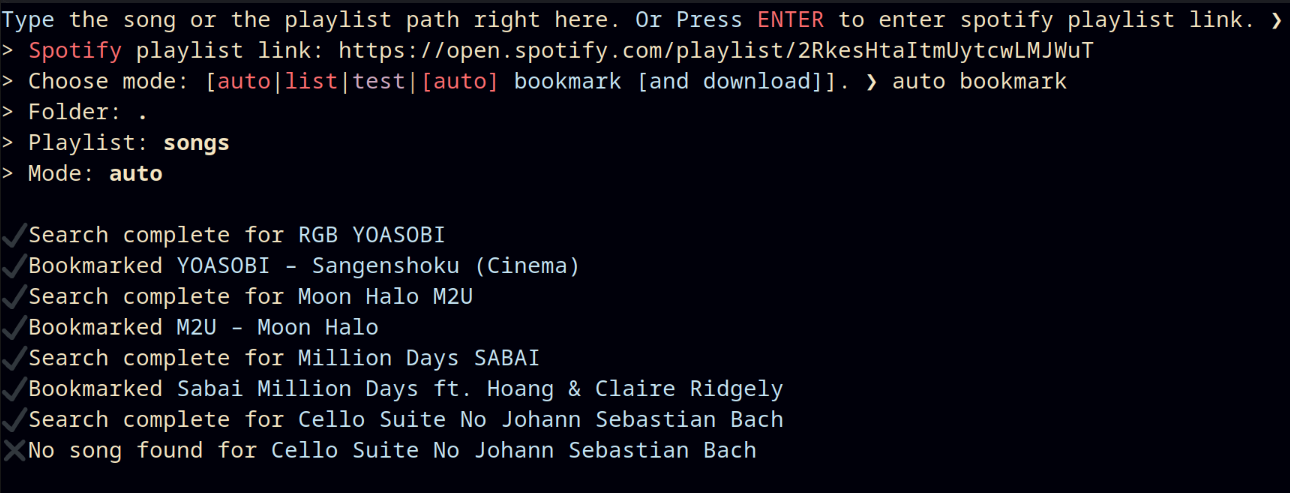 Type the song or the playlist path right here. Or Press ENTER to enter spotify playlist link. ❯
> Spotify playlist link: https://open.spotify.com/playlist/2RkesHtaItmUytcwLMJWuT
> Choose mode: [auto|list|test|[auto] bookmark [and download]]. ❯ auto bookmark
> Folder: .
> Playlist: songs
> Mode: auto
✔Search complete for RGB YOASOBI
✔Bookmarked YOASOBI – Sangenshoku (Cinema)
✔Search complete for Moon Halo M2U
✔Bookmarked M2U – Moon Halo
✔Search complete for Million Days SABAI
✔Bookmarked Sabai Million Days ft. Hoang & Claire Ridgely
✔Search complete for Cello Suite No Johann Sebastian Bach
✖No song found for Cello Suite No Johann Sebastian Bach